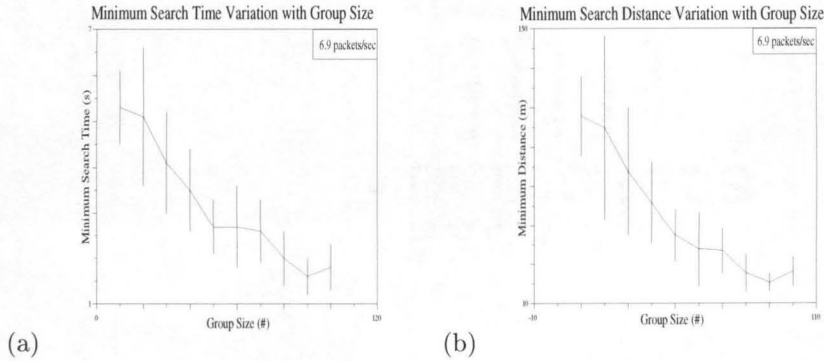 Minimum Search Time Variation with Group Size
7
6.9 packets/sec
Minimum Search Time (s)
1
0
120
Group Size (#)
(a)
Minimum Search Distance Variation with Group Size
150
6.9 packets/sec
Minimum Distance (m)
10
-10
110
Group Size (#)
(b)